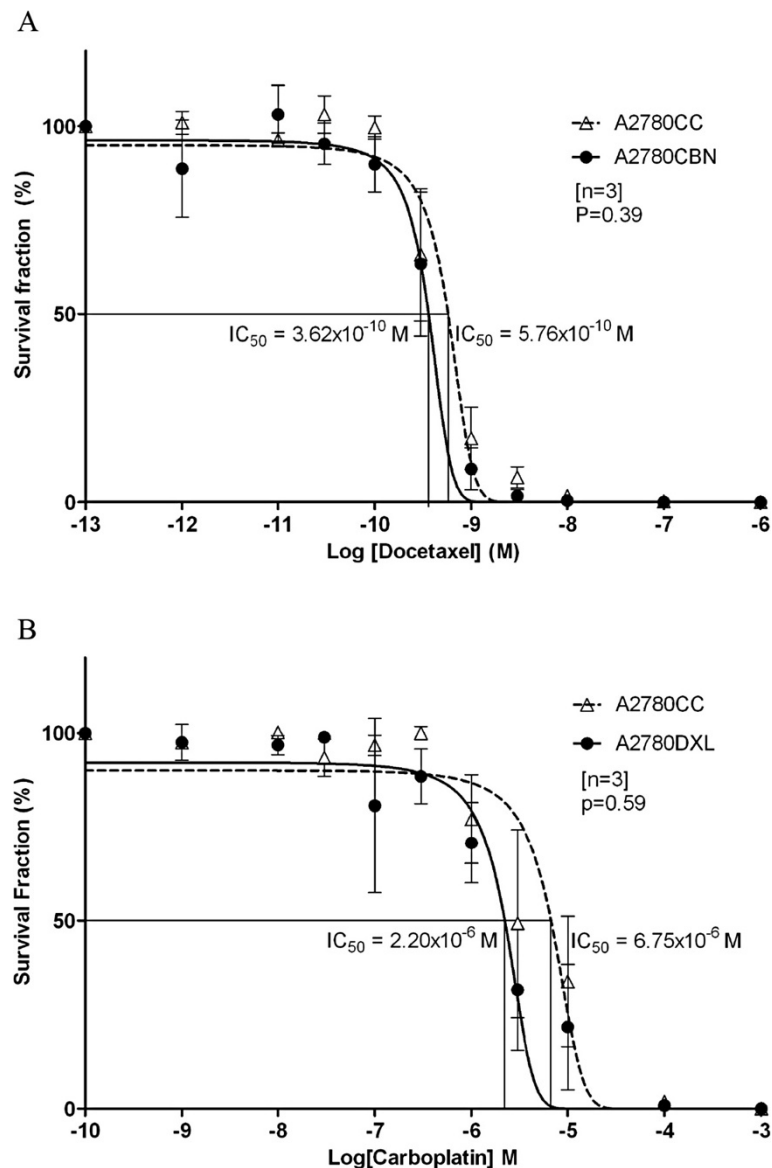 A
A2780CC
A2780CBN
[n=3]
P=0.39
100
50
0
Survival fraction (%)
IC50 = 3.62x10^-10 M
IC50 = 5.76x10^-10 M
-13 -12 -11 -10 -9 -8 -7 -6
Log [Docetaxel] (M)
B
A2780CC
A2780DXL
[n=3]
p=0.59
100
50
0
Survival Fraction (%)
IC50 = 2.20x10^-6 M
IC50 = 6.75x10^-6 M
-10 -9 -8 -7 -6 -5 -4 -3
Log[Carboplatin] M